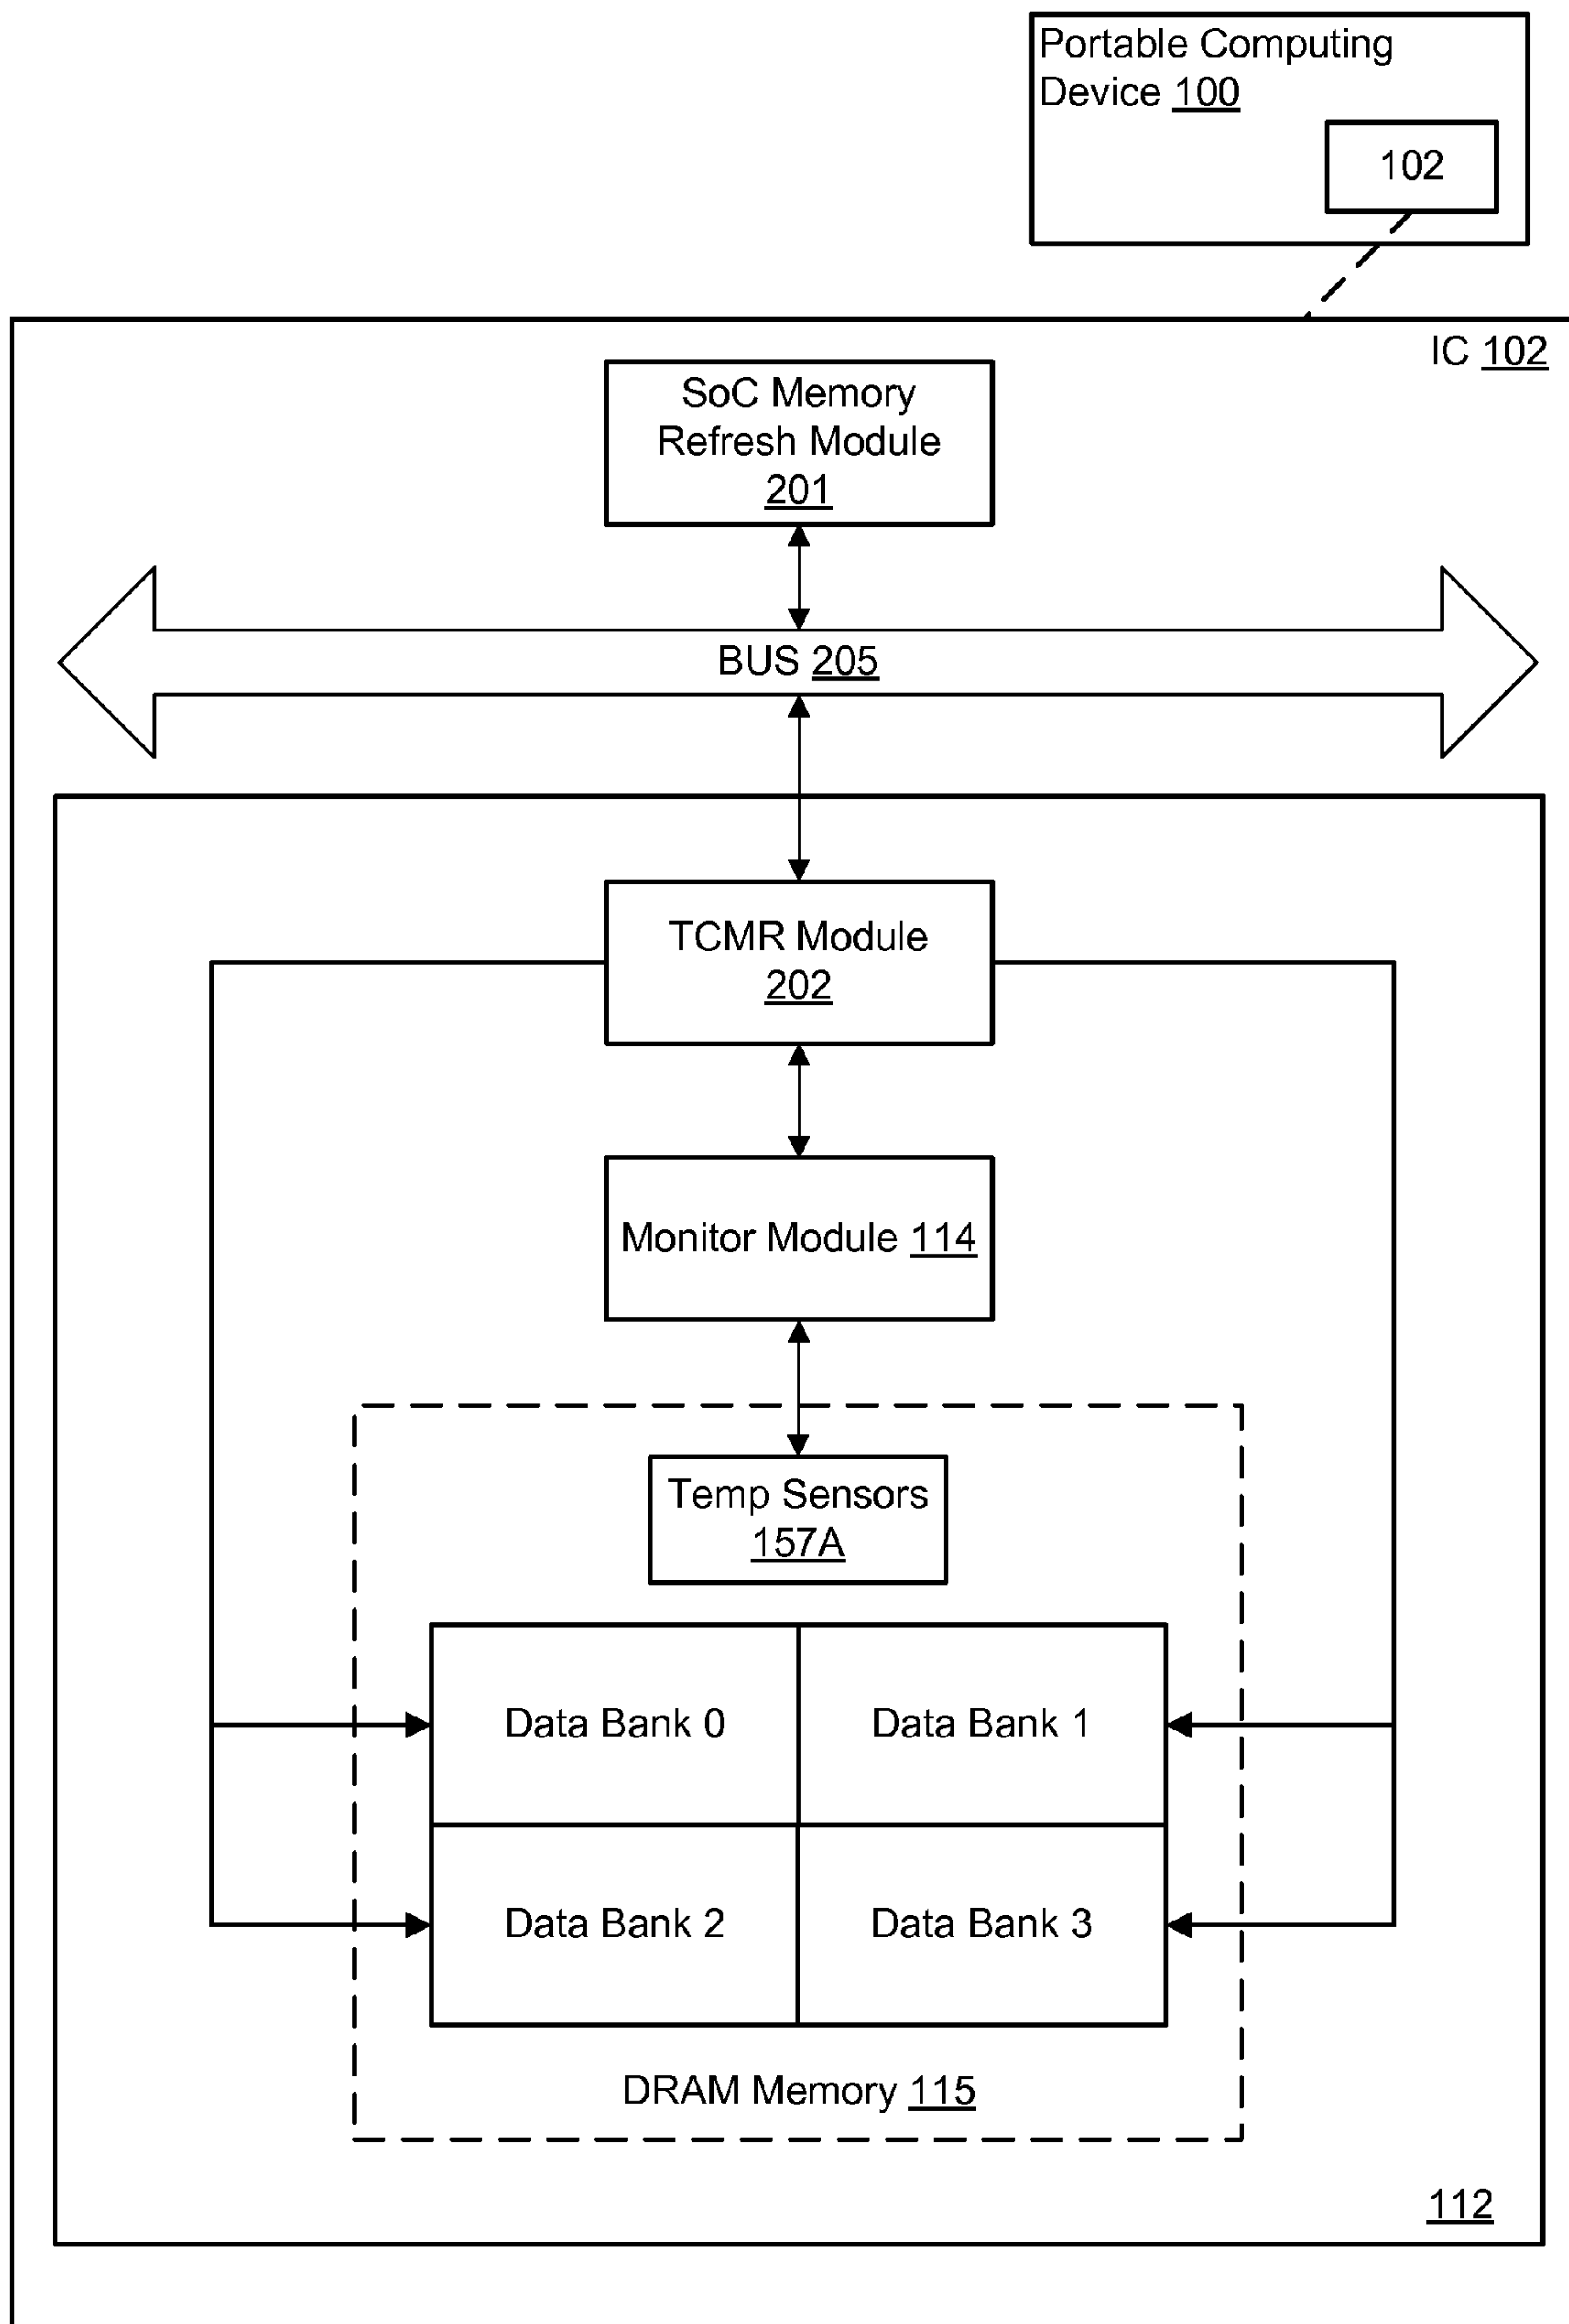 Portable Computing
Device 100
102
IC 102
SoC Memory
Refresh Module
201
BUS 205
TCMR Module
202
Monitor Module 114
Temp Sensors
157A
Data Bank 0
Data Bank 1
Data Bank 2
Data Bank 3
DRAM Memory 115
112